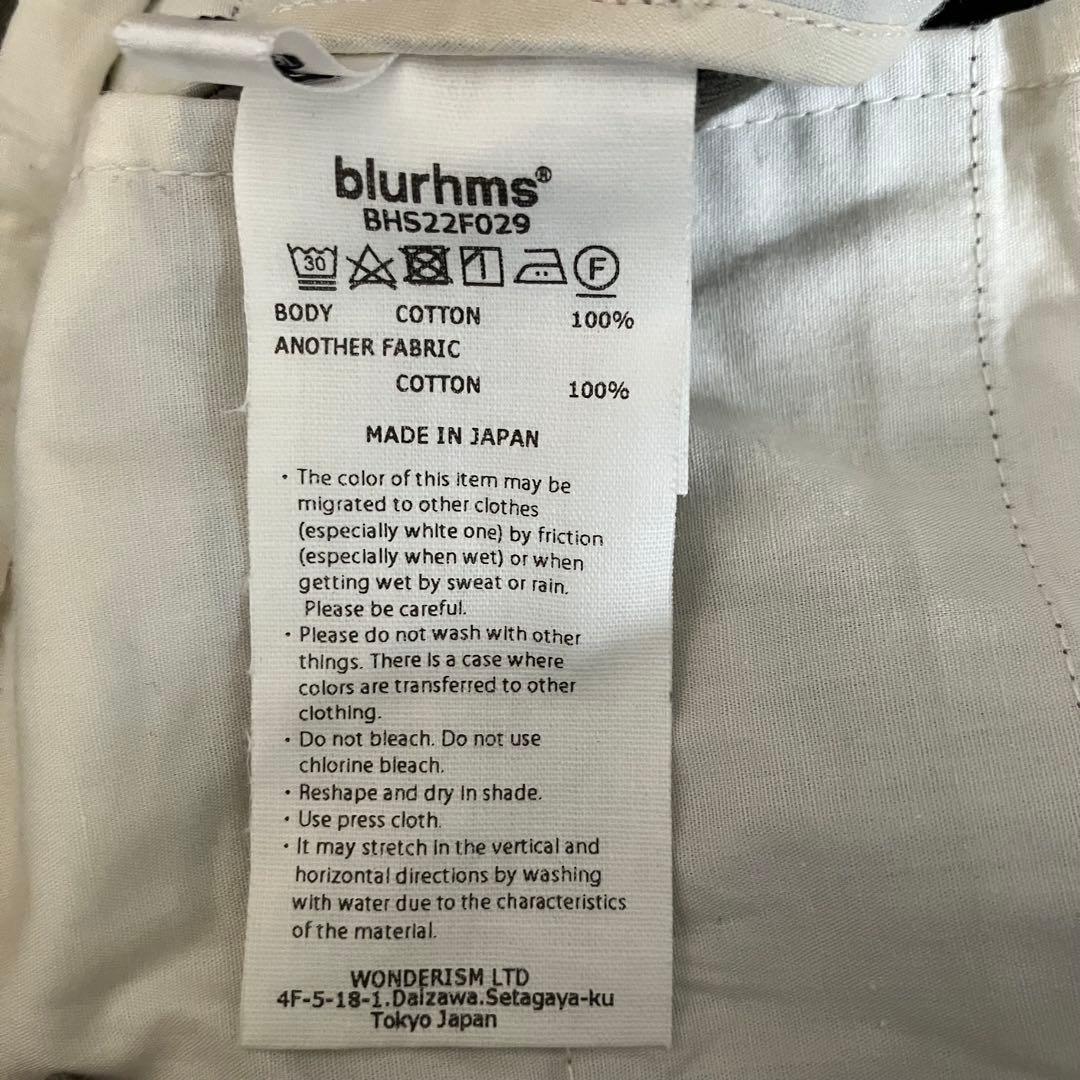 blurhms®
BHS22F029
30 F
BODY COTTON 100%
ANOTHER FABRIC
COTTON 100%
MADE IN JAPAN
· The color of this item may be
migrated to other clothes
(especially white one) by friction
(especially when wet) or when
getting wet by sweat or rain.
Please be careful.
· Please do not wash with other
things. There is a case where
colors are transferred to other
clothing.
· Do not bleach. Do not use
chlorine bleach.
· Reshape and dry in shade.
· Use press cloth.
· It may stretch in the vertical and
horizontal directions by washing
with water due to the characteristics
of the material.
WONDERISM LTD
4F-5-18-1.Daizawa.Setagaya-ku
Tokyo Japan